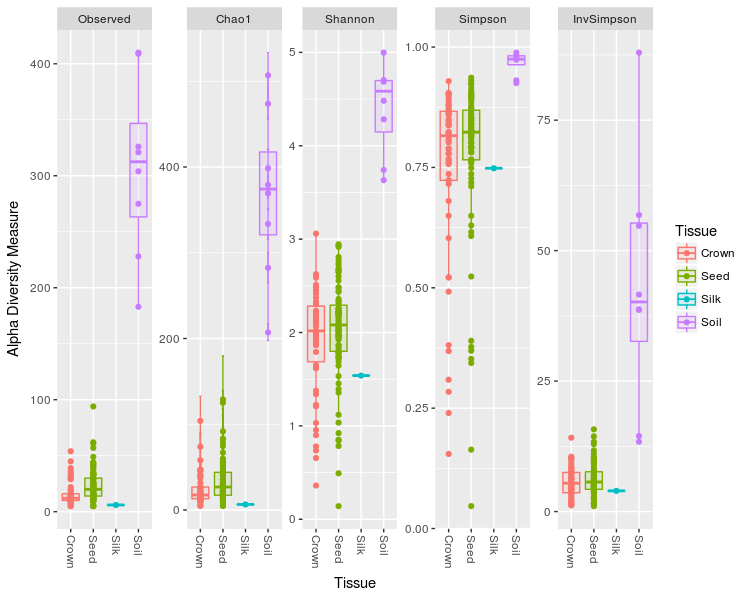 Observed Chao1 Shannon Simpson InvSimpson
Alpha Diversity Measure
400
300
200
100
0
400
200
0
5
4
3
2
1
0
1.00
0.75
0.50
0.25
0.00
75
50
25
0
Crown Seed Silk Soil
Crown Seed Silk Soil
Crown Seed Silk Soil
Crown Seed Silk Soil
Crown Seed Silk Soil
Tissue
Tissue
Crown
Seed
Silk
Soil